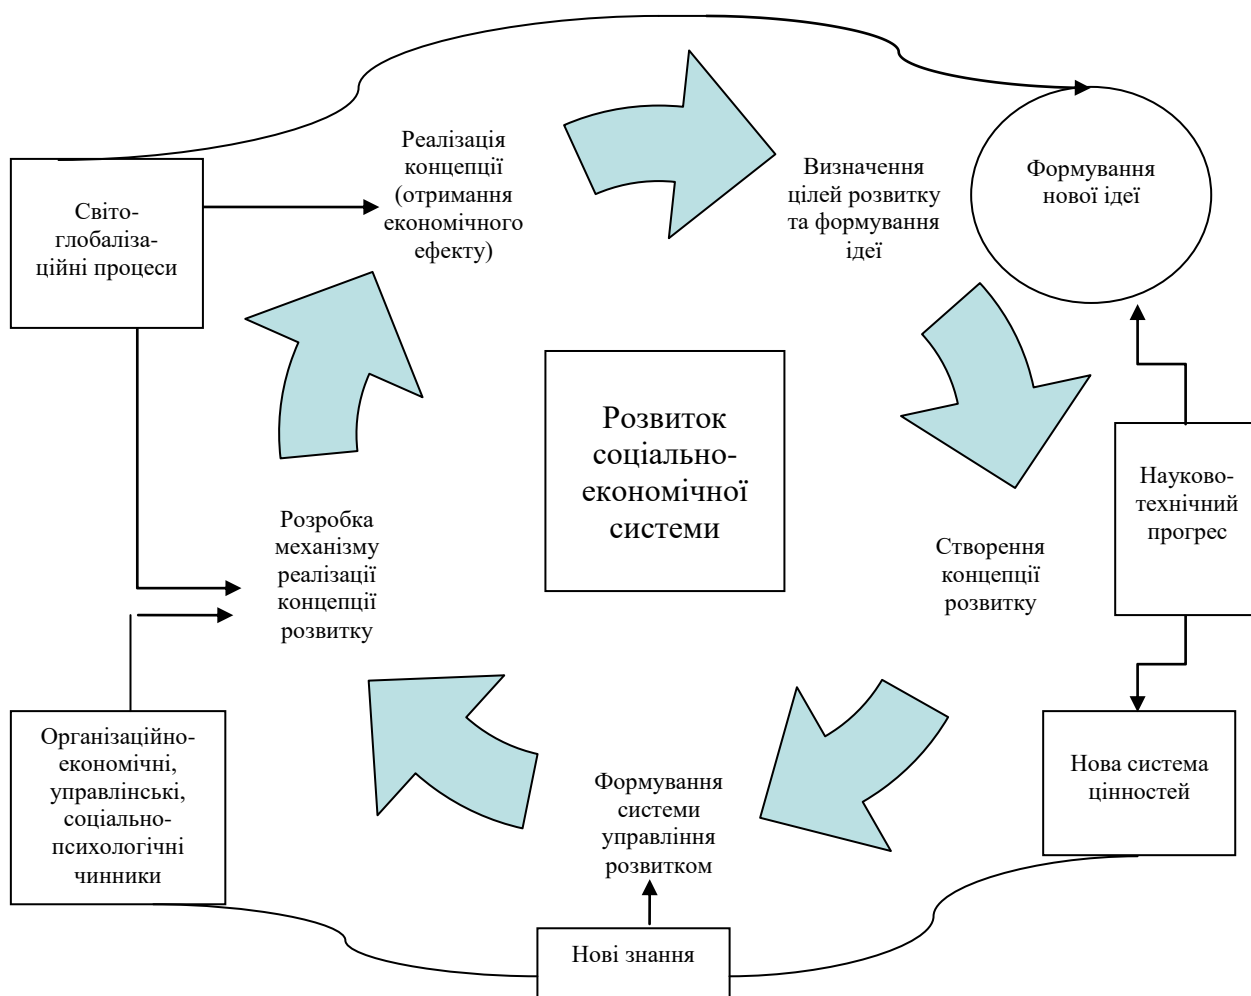 Реалізація
концепції
(отримання
економічного
ефекту)
Визначення
цілей розвитку
та формування
ідеї
Формування
нової ідеї
Світо-
глобаліза-
ційні процеси
Розвиток
соціально-
економічної
системи
Науково-
технічний
прогрес
Розробка
механізму
реалізації
концепції
розвитку
Створення
концепції
розвитку
Організаційно-
економічні,
управлінські,
соціально-
психологічні
чинники
Формування
системи
управління
розвитком
Нова система
цінностей
Нові знання